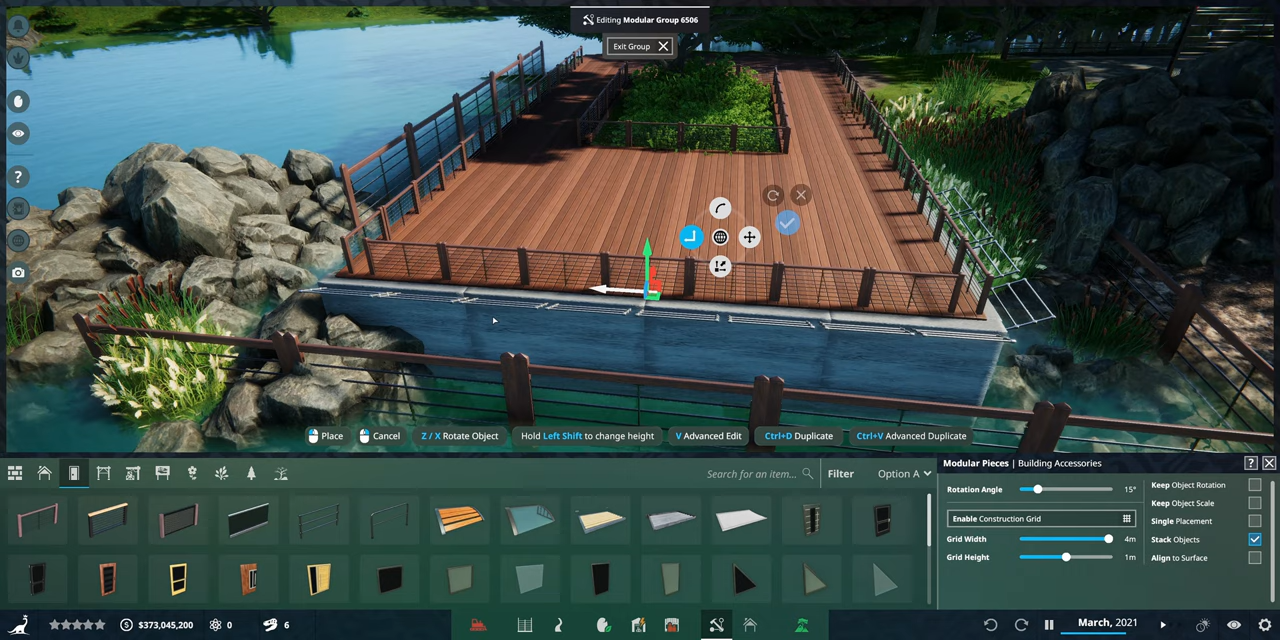 Editing Modular Group 6506
Exit Group
?
Place
Cancel
Z / X Rotate Object
Hold Left Shift to change height
V Advanced Edit
Ctrl+D Duplicate
Ctrl+V Advanced Duplicate
Search for an item...
Filter
Option A
Modular Pieces | Building Accessories
?
Rotation Angle
15°
Enable Construction Grid
Grid Width
4m
Grid Height
1m
Keep Object Rotation
Keep Object Scale
Single Placement
Stack Objects
Align to Surface
$373,045,200
0
6
March, 2021